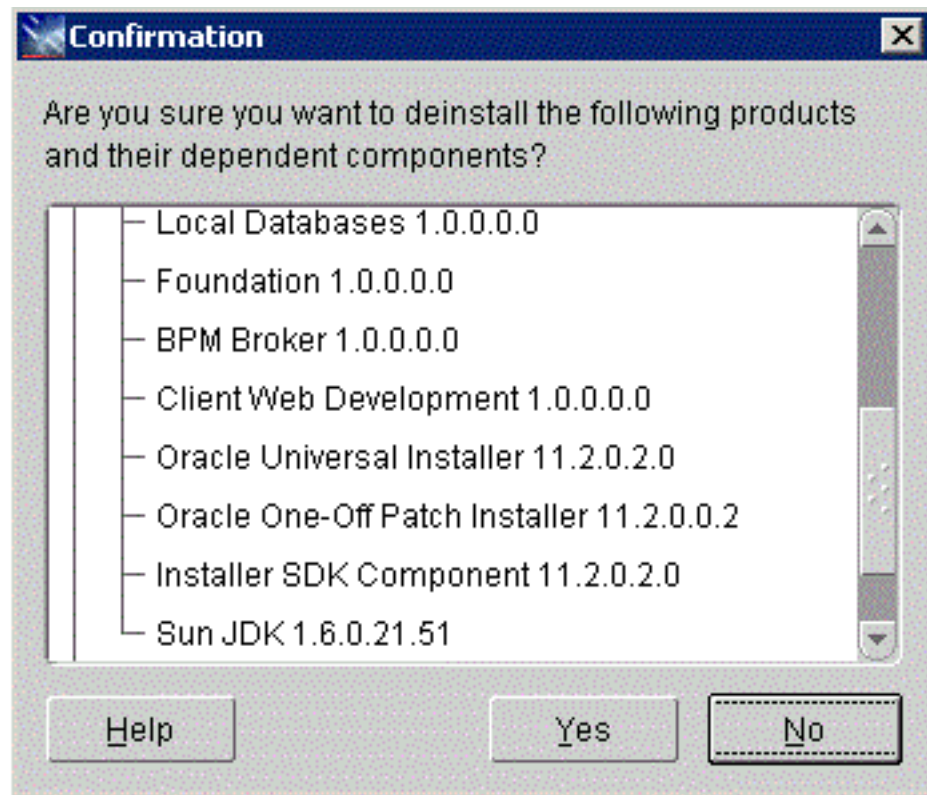 Confirmation
Are you sure you want to deinstall the following products
and their dependent components?
Local Databases 1.0.0.0.0
Foundation 1.0.0.0.0
BPM Broker 1.0.0.0.0
Client Web Development 1.0.0.0.0
Oracle Universal Installer 11.2.0.2.0
Oracle One-Off Patch Installer 11.2.0.0.2
Installer SDK Component 11.2.0.2.0
Sun JDK 1.6.0.21.51
Help Yes No